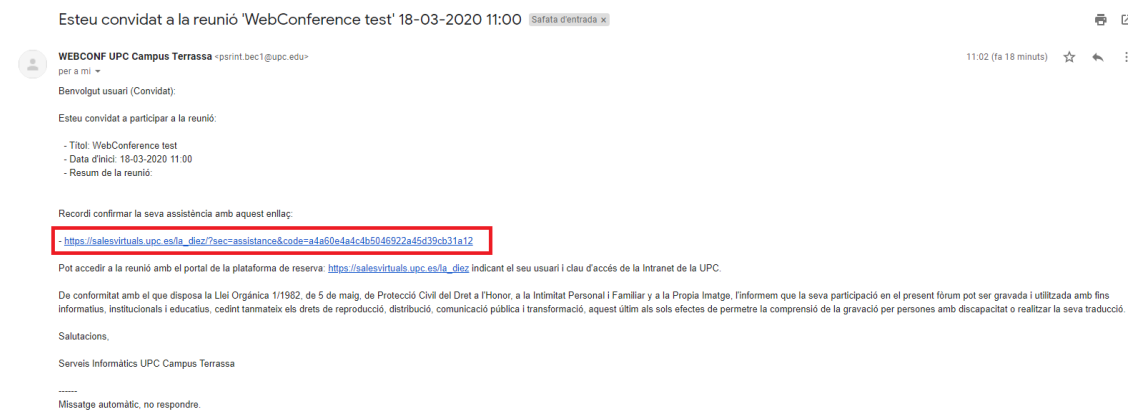 Esteu convidat a la reunió 'WebConference test' 18-03-2020 11:00 Safata d'entrada x
WEBCONF UPC Campus Terrassa <psrint.bec1@upc.edu> 11:02 (fa 18 minuts)
per a mi
Benvolgut usuari (Convidat):
Esteu convidat a participar a la reunió:
- Títol: WebConference test
- Data d'inici: 18-03-2020 11:00
- Resum de la reunió:
Recordi confirmar la seva assistència amb aquest enllaç:
- https://salesvirtuals.upc.es/la_diez/?sec=assistance&code=a4a60e4a4c4b5046922a45d39cb31a12
Pot accedir a la reunió amb el portal de la plataforma de reserva: https://salesvirtuals.upc.es/la_diez indicant el seu usuari i clau d'accés de la Intranet de la UPC.
De conformitat amb el que disposa la Llei Orgánica 1/1982, de 5 de maig, de Protecció Civil del Dret a l'Honor, a la Intimitat Personal i Familiar y a la Propia Imatge, l'informem que la seva participació en el present fòrum pot ser gravada i utilitzada amb fins
informatius, institucionals i educatius, cedint tanmateix els drets de reproducció, distribució, comunicació pública i transformació, aquest últim als sols efectes de permetre la comprensió de la gravació per persones amb discapacitat o realitzar la seva traducció.
Salutacions,
Serveis Informàtics UPC Campus Terrassa
------
Missatge automàtic, no respondre.